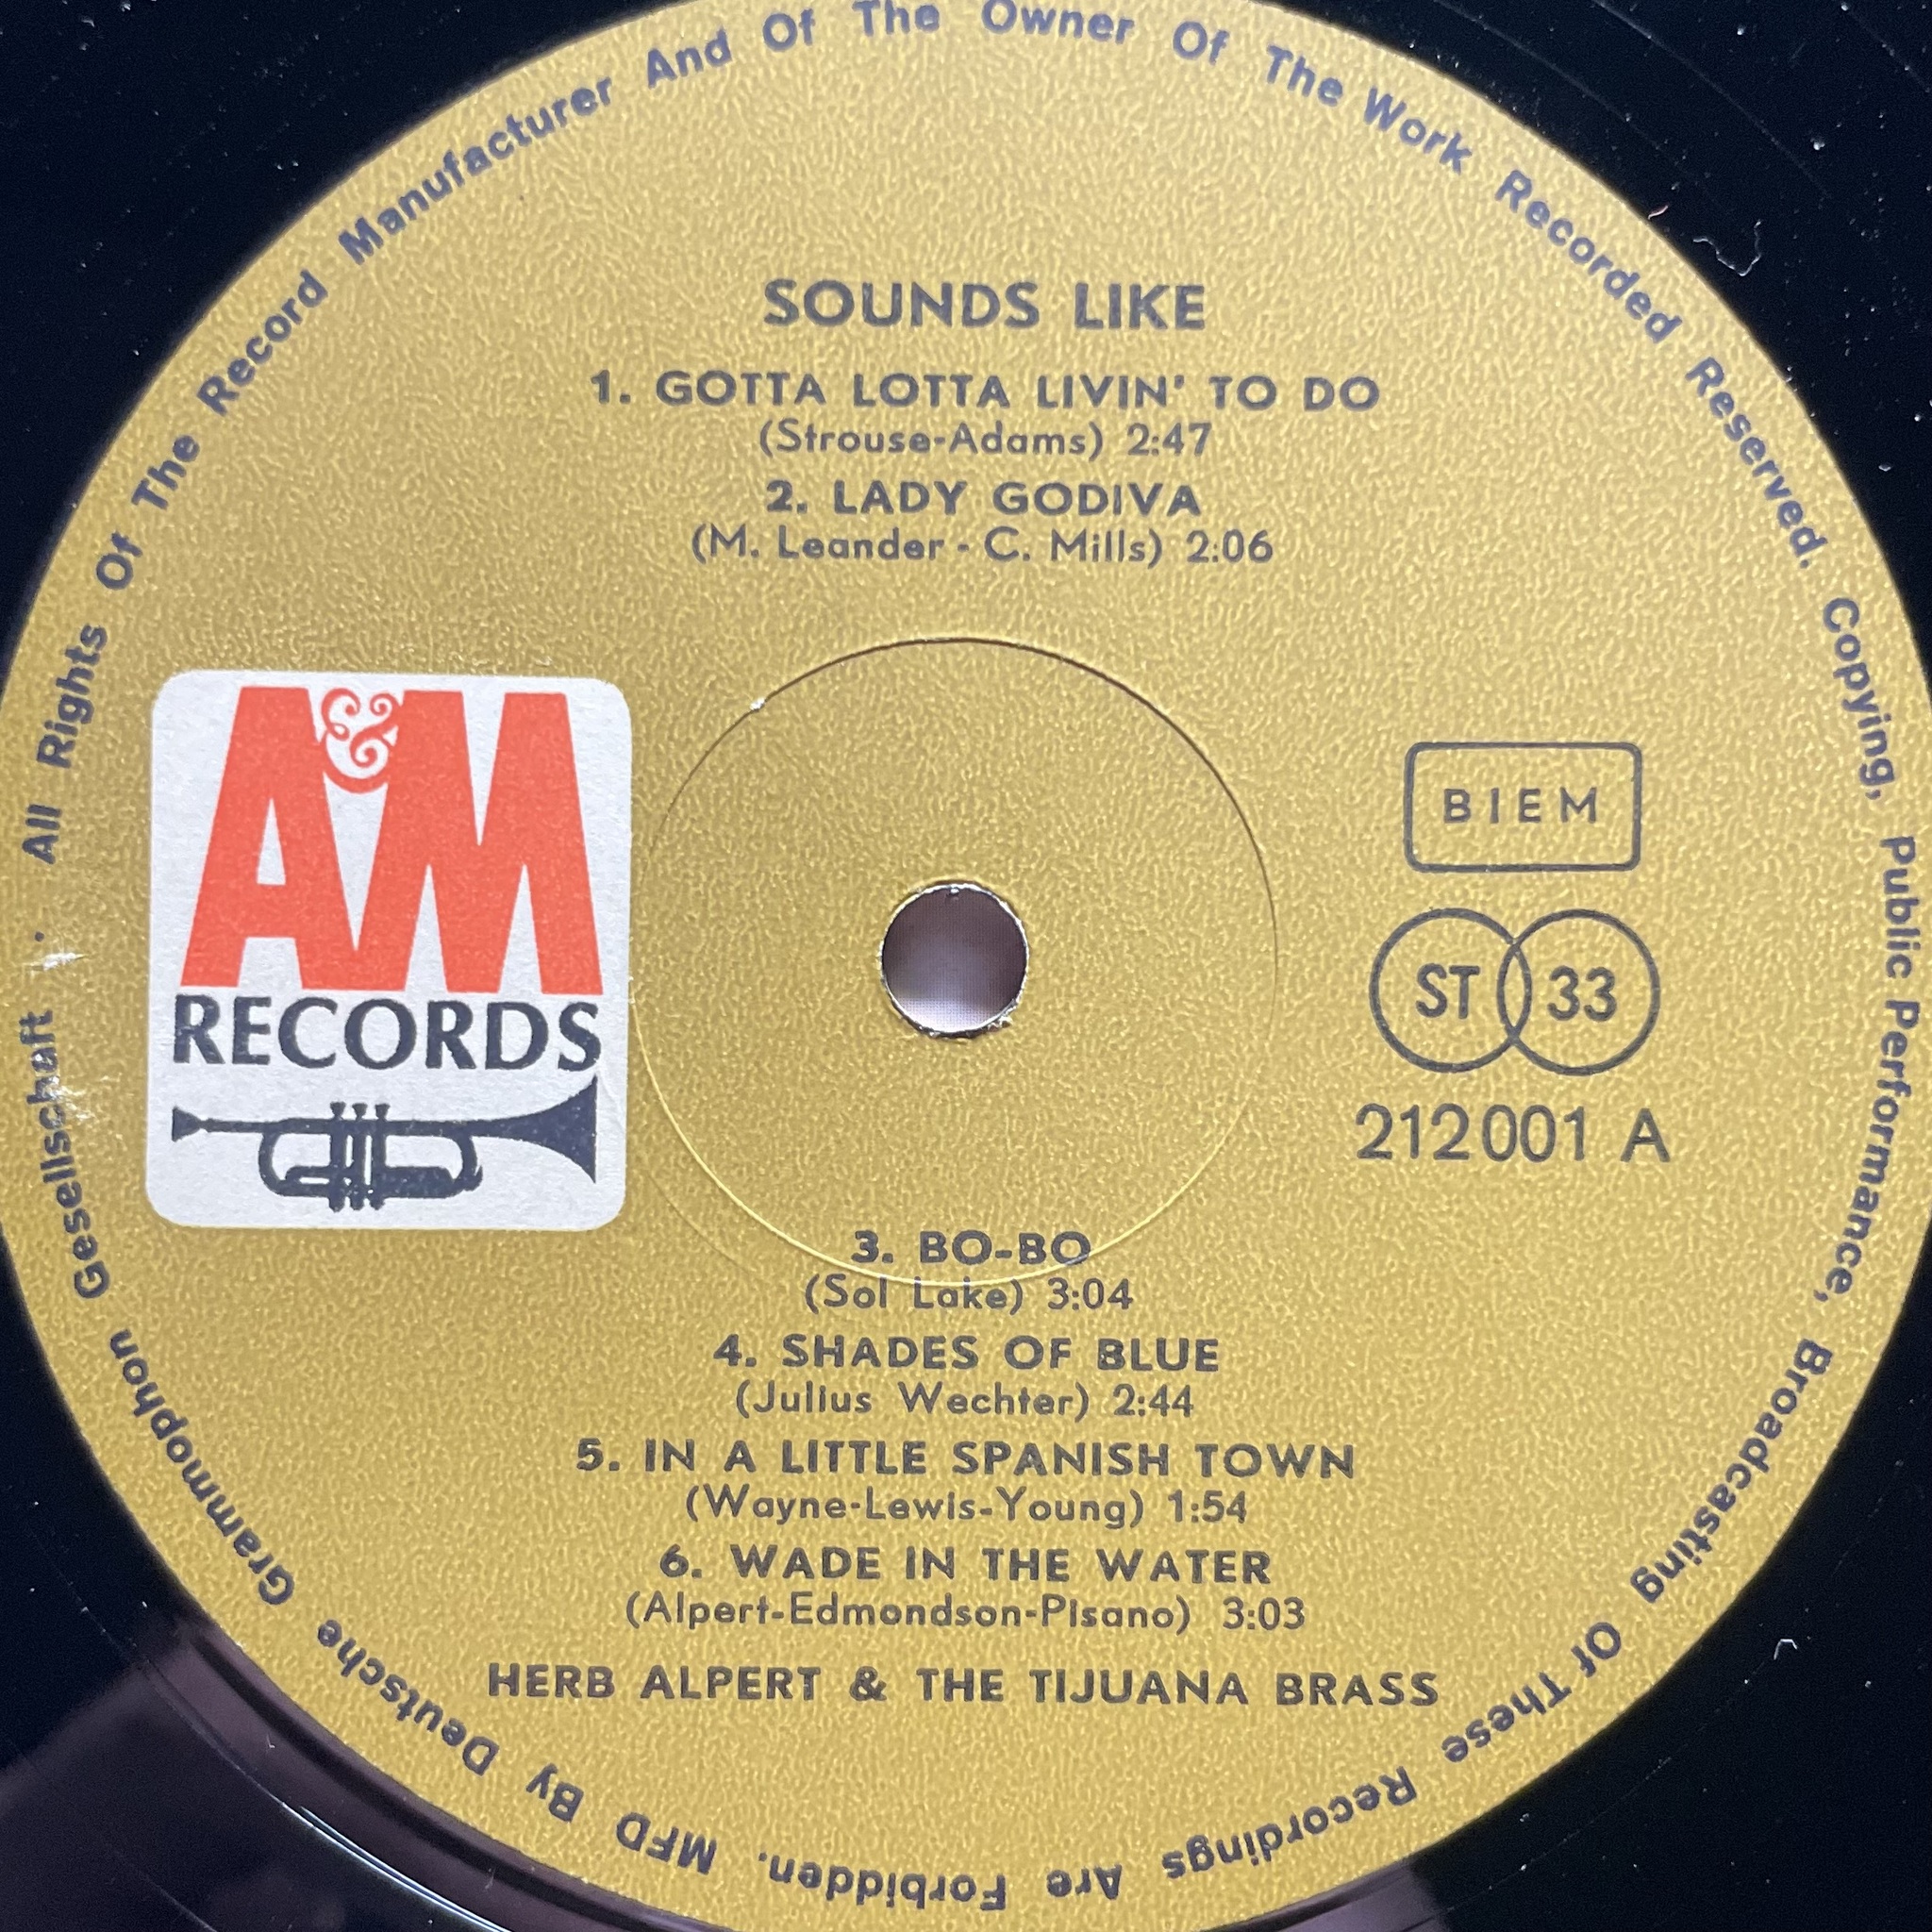 All Rights Of The Record Manufacturer And Of The Owner Of The Work Recorded Reserved. Copying, Public Performance, Broadcasting Of These Recordings Are Forbidden. MFD By Deutsche Grammophon Gesellschaft ·
SOUNDS LIKE
1. GOTTA LOTTA LIVIN' TO DO
(Strouse-Adams) 2:47
2. LADY GODIVA
(M. Leander - C. Mills) 2:06
A&M
RECORDS
BIEM
ST 33
212001 A
3. BO-BO
(Sol Lake) 3:04
4. SHADES OF BLUE
(Julius Wechter) 2:44
5. IN A LITTLE SPANISH TOWN
(Wayne-Lewis-Young) 1:54
6. WADE IN THE WATER
(Alpert-Edmondson-Pisano) 3:03
HERB ALPERT & THE TIJUANA BRASS